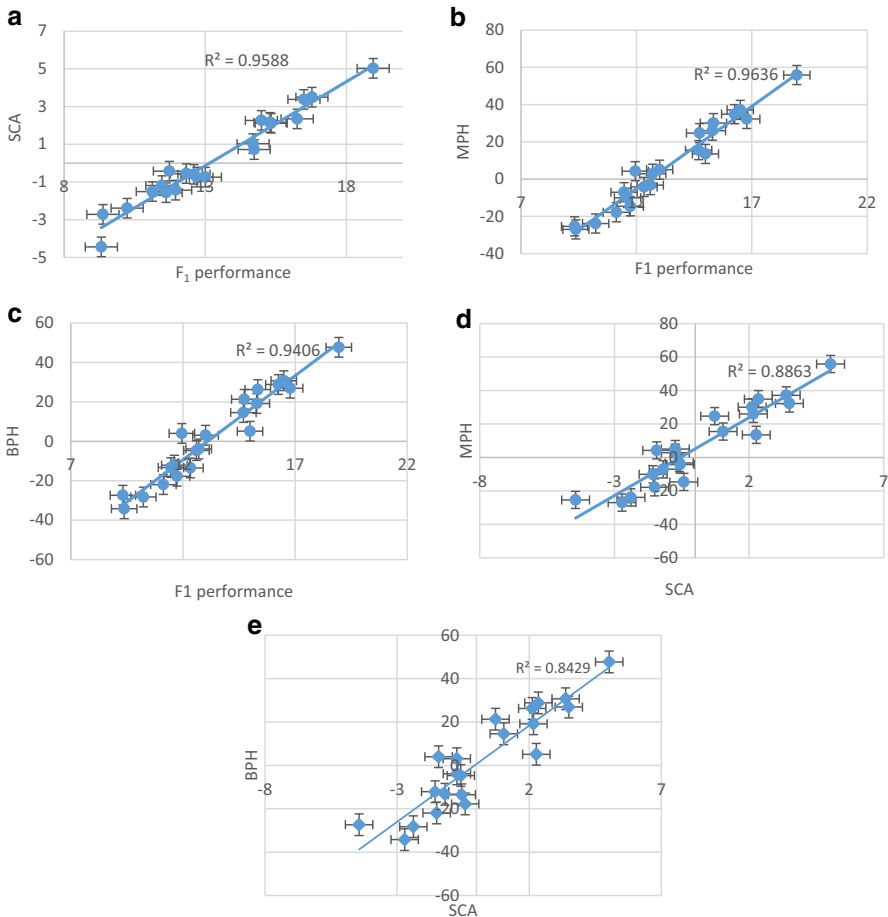 a
7
5
3
1
-1
-3
-5
SCA
8
13
18
R² = 0.9588
F₁ performance
b
80
60
40
20
0
-20
-40
MPH
7
12
17
22
R² = 0.9636
F1 performance
c
60
40
20
0
-20
-40
-60
BPH
7
12
17
22
R² = 0.9406
F1 performance
d
80
60
40
20
0
-20
-40
-60
MPH
-8
-3
2
7
R² = 0.8863
SCA
e
60
40
20
0
-20
-40
-60
BPH
-8
-3
2
7
R² = 0.8429
SCA